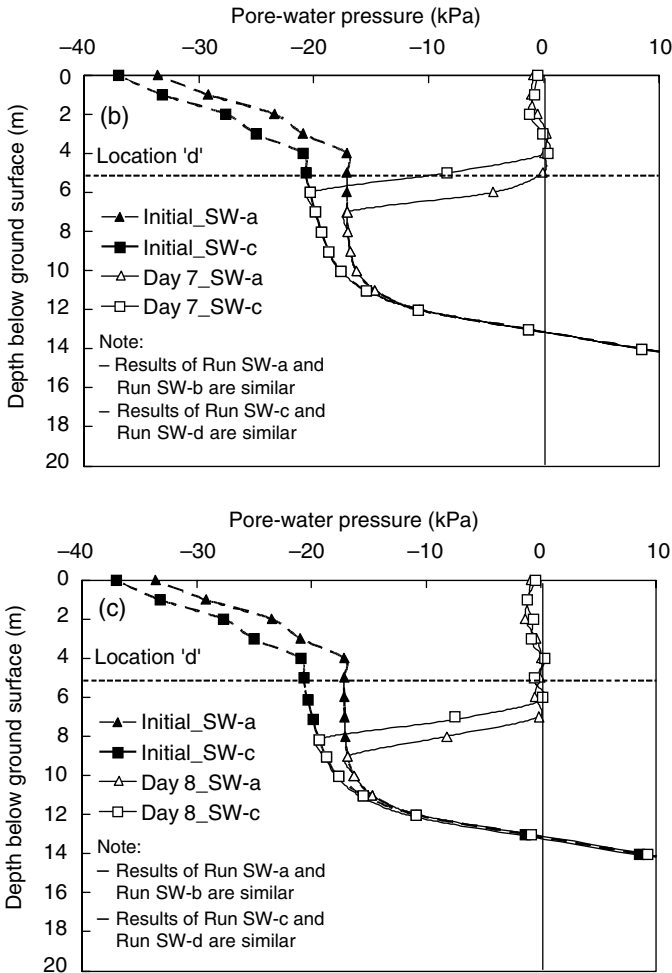 Pore-water pressure (kPa)
−40 −30 −20 −10 0 10
0
2
4
6
8
10
12
14
16
18
20
Depth below ground surface (m)
(b)
Location 'd'
Initial_SW-a
Initial_SW-c
Day 7_SW-a
Day 7_SW-c
Note:
– Results of Run SW-a and
Run SW-b are similar
– Results of Run SW-c and
Run SW-d are similar
Pore-water pressure (kPa)
−40 −30 −20 −10 0 10
0
2
4
6
8
10
12
14
16
18
20
Depth below ground surface (m)
(c)
Location 'd'
Initial_SW-a
Initial_SW-c
Day 8_SW-a
Day 8_SW-c
Note:
– Results of Run SW-a and
Run SW-b are similar
– Results of Run SW-c and
Run SW-d are similar